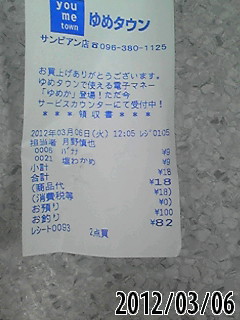 you
me
town
ゆめタウン
サンピアン店 ☎096-380-1125
お買上げありがとうございます。
ゆめタウンで使える電子マネー
「ゆめか」登場!ただ今
サービスカウンターにて受付中!
*** 領収書 ***
2012年03月06日(火) 12:05 レジ0105
担当者 月野慎也
0006 バナナ ¥9
0021 塩わかめ ¥9
小計 ¥18
合計 ¥18
(商品代 ¥18)
(消費税等 ¥0)
お預り ¥100
お釣り ¥82
レシート0093 2点買
2012/03/06